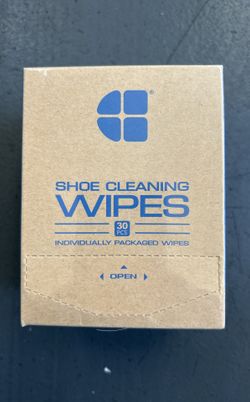 ®
SHOE CLEANING
WIPES
30
PCS
INDIVIDUALLY PACKAGED WIPES
OPEN